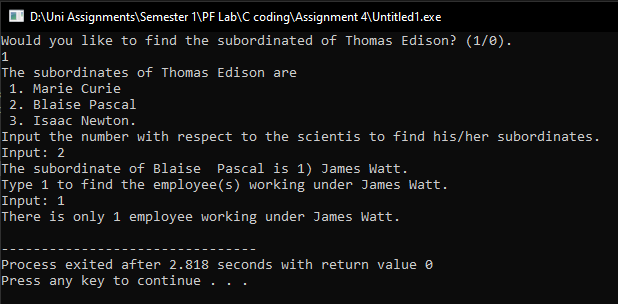 D:\Uni Assignments\Semester 1\PF Lab\C coding\Assignment 4\Untitled1.exe
Would you like to find the subordinated of Thomas Edison? (1/0).
1
The subordinates of Thomas Edison are
1. Marie Curie
2. Blaise Pascal
3. Isaac Newton.
Input the number with respect to the scientis to find his/her subordinates.
Input: 2
The subordinate of Blaise  Pascal is 1) James Watt.
Type 1 to find the employee(s) working under James Watt.
Input: 1
There is only 1 employee working under James Watt.
--------------------------------
Process exited after 2.818 seconds with return value 0
Press any key to continue . . .